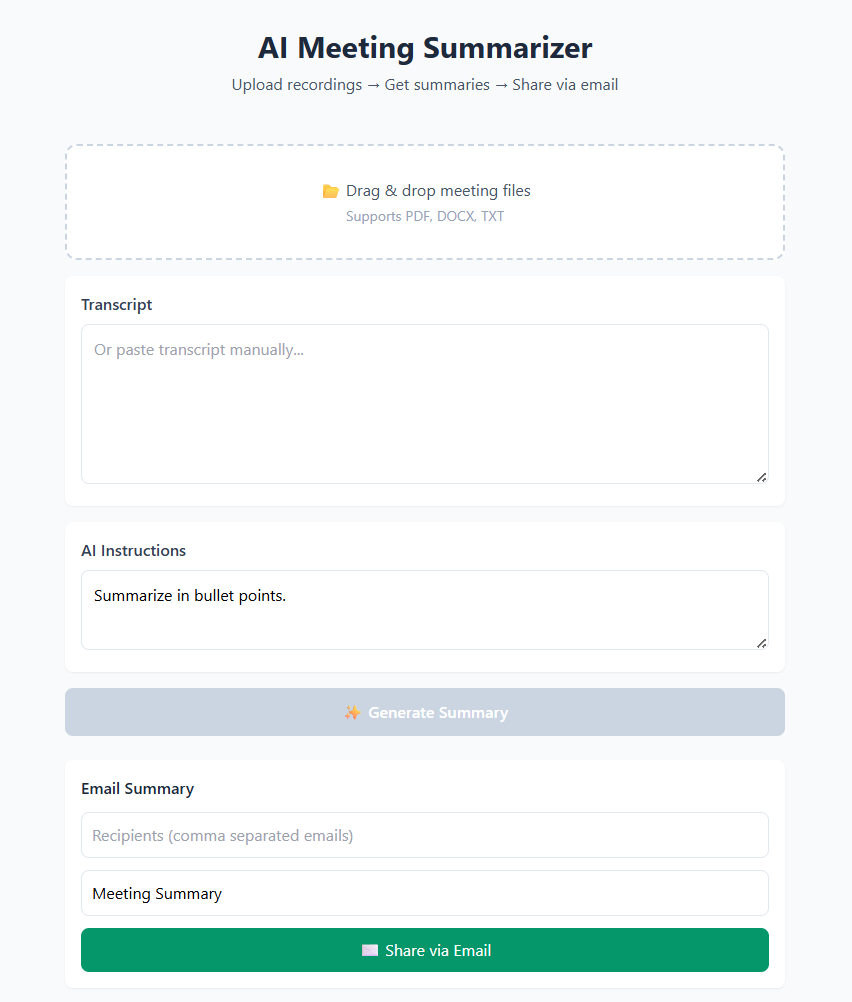 AI Meeting Summarizer
Upload recordings → Get summaries → Share via email
📂 Drag & drop meeting files
Supports PDF, DOCX, TXT
Transcript
Or paste transcript manually...
AI Instructions
Summarize in bullet points.
✨ Generate Summary
Email Summary
Recipients (comma separated emails)
Meeting Summary
✉️ Share via Email